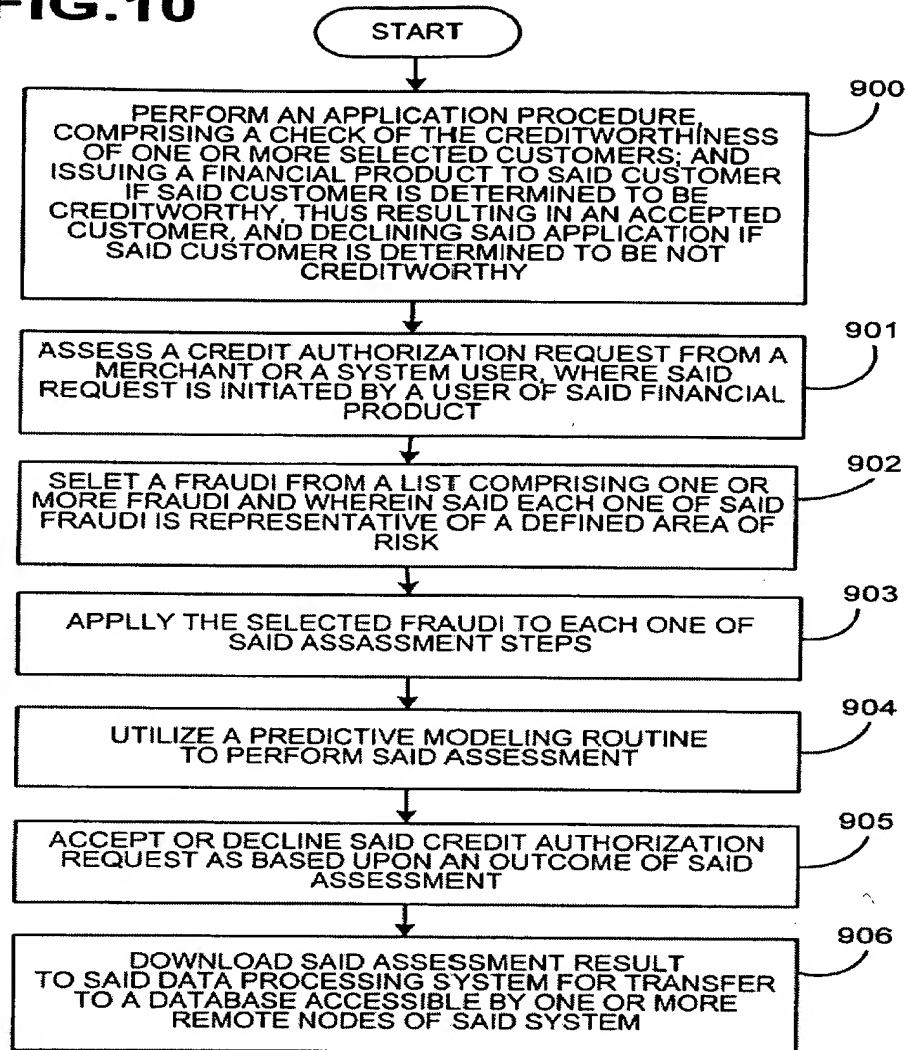 FIG.10
START
900
PERFORM AN APPLICATION PROCEDURE,
COMPRISING A CHECK OF THE CREDITWORTHINESS
OF ONE OR MORE SELECTED CUSTOMERS; AND
ISSUING A FINANCIAL PRODUCT TO SAID CUSTOMER
IF SAID CUSTOMER IS DETERMINED TO BE
CREDITWORTHY, THUS RESULTING IN AN ACCEPTED
CUSTOMER, AND DECLINING SAID APPLICATION IF
SAID CUSTOMER IS DETERMINED TO BE NOT
CREDITWORTHY
901
ASSESS A CREDIT AUTHORIZATION REQUEST FROM A
MERCHANT OR A SYSTEM USER, WHERE SAID
REQUEST IS INITIATED BY A USER OF SAID FINANCIAL
PRODUCT
902
SELET A FRAUDI FROM A LIST COMPRISING ONE OR
MORE FRAUDI AND WHEREIN SAID EACH ONE OF SAID
FRAUDI IS REPRESENTATIVE OF A DEFINED AREA OF
RISK
903
APPLLY THE SELECTED FRAUDI TO EACH ONE OF
SAID ASSASSMENT STEPS
904
UTILIZE A PREDICTIVE MODELING ROUTINE
TO PERFORM SAID ASSESSMENT
905
ACCEPT OR DECLINE SAID CREDIT AUTHORIZATION
REQUEST AS BASED UPON AN OUTCOME OF SAID
ASSESSMENT
906
DOWNLOAD SAID ASSESSMENT RESULT
TO SAID DATA PROCESSING SYSTEM FOR TRANSFER
TO A DATABASE ACCESSIBLE BY ONE OR MORE
REMOTE NODES OF SAID SYSTEM